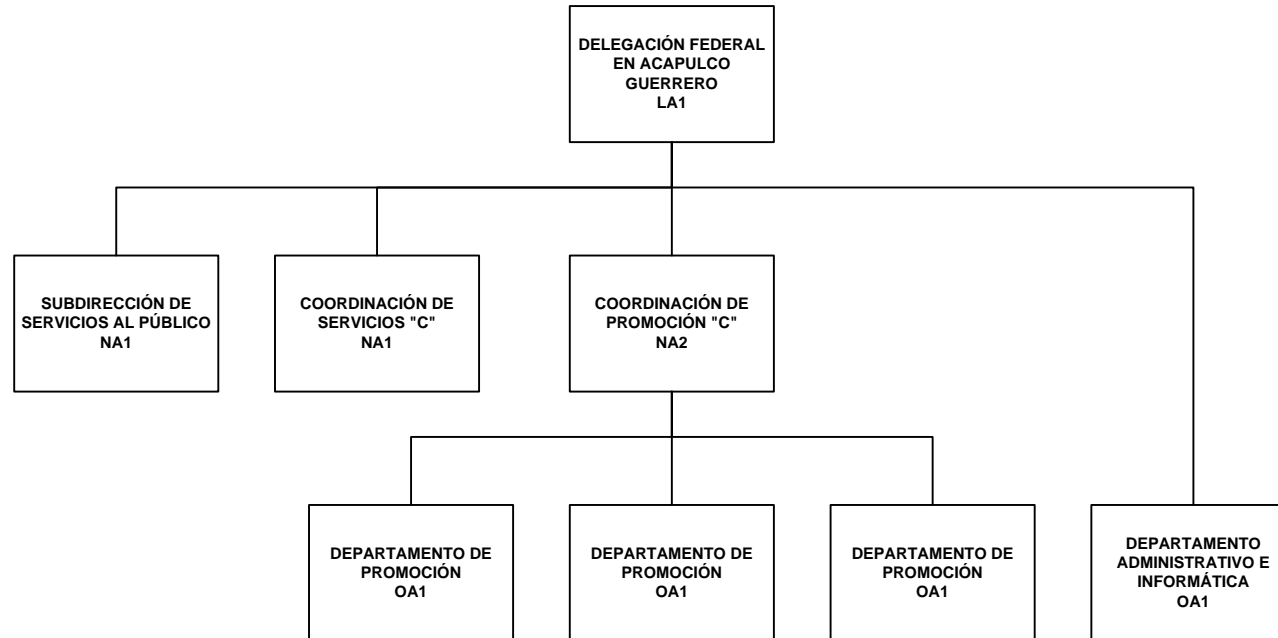 DELEGACIÓN FEDERAL
EN ACAPULCO
GUERRERO
LA1
SUBDIRECCIÓN DE
SERVICIOS AL PÚBLICO
NA1
COORDINACIÓN DE
SERVICIOS "C"
NA1
COORDINACIÓN DE
PROMOCIÓN "C"
NA2
DEPARTAMENTO DE
PROMOCIÓN
OA1
DEPARTAMENTO DE
PROMOCIÓN
OA1
DEPARTAMENTO DE
PROMOCIÓN
OA1
DEPARTAMENTO
ADMINISTRATIVO E
INFORMÁTICA
OA1